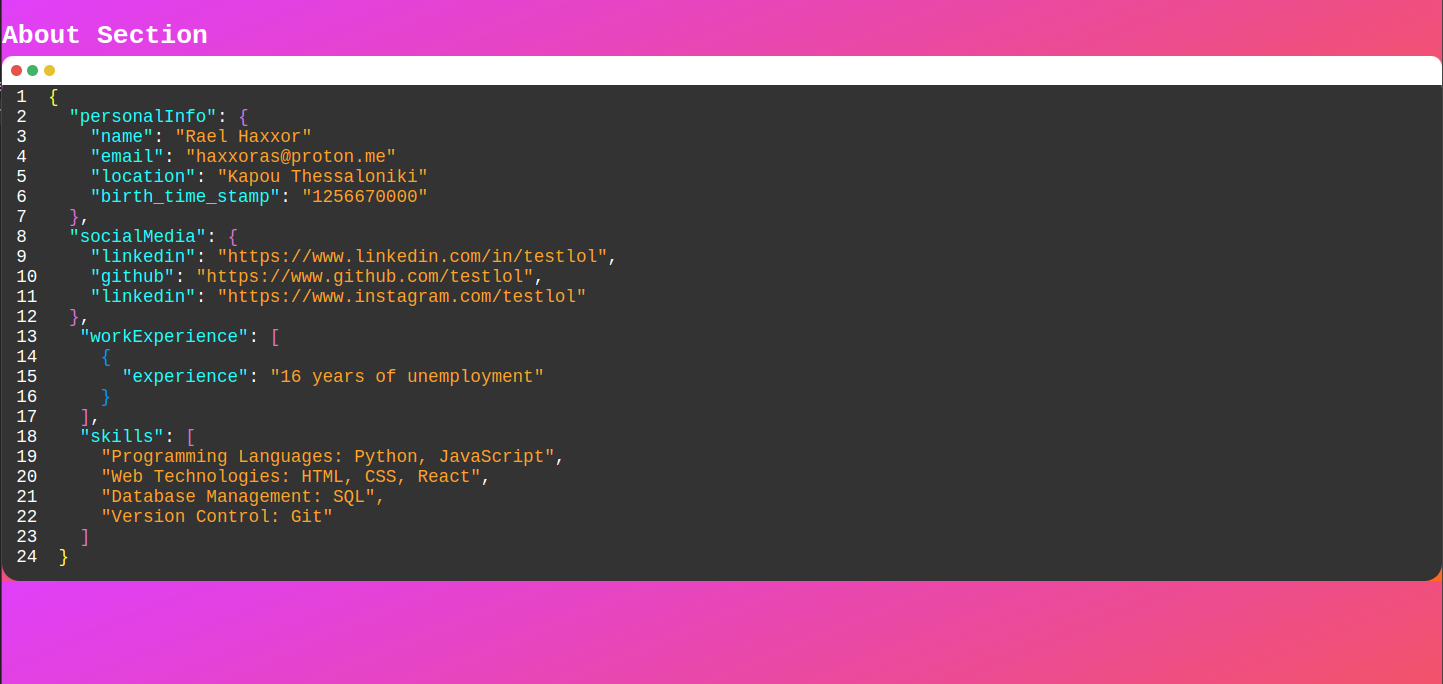 About Section
1 {
2 "personalInfo": {
3 "name": "Rael Haxxor"
4 "email": "haxxoras@proton.me"
5 "location": "Kapou Thessaloniki"
6 "birth_time_stamp": "1256670000"
7 },
8 "socialMedia": {
9 "linkedin": "https://www.linkedin.com/in/testlol",
10 "github": "https://www.github.com/testlol",
11 "linkedin": "https://www.instagram.com/testlol"
12 },
13 "workExperience": [
14 {
15 "experience": "16 years of unemployment"
16 }
17 ],
18 "skills": [
19 "Programming Languages: Python, JavaScript",
20 "Web Technologies: HTML, CSS, React",
21 "Database Management: SQL",
22 "Version Control: Git"
23 ]
24 }